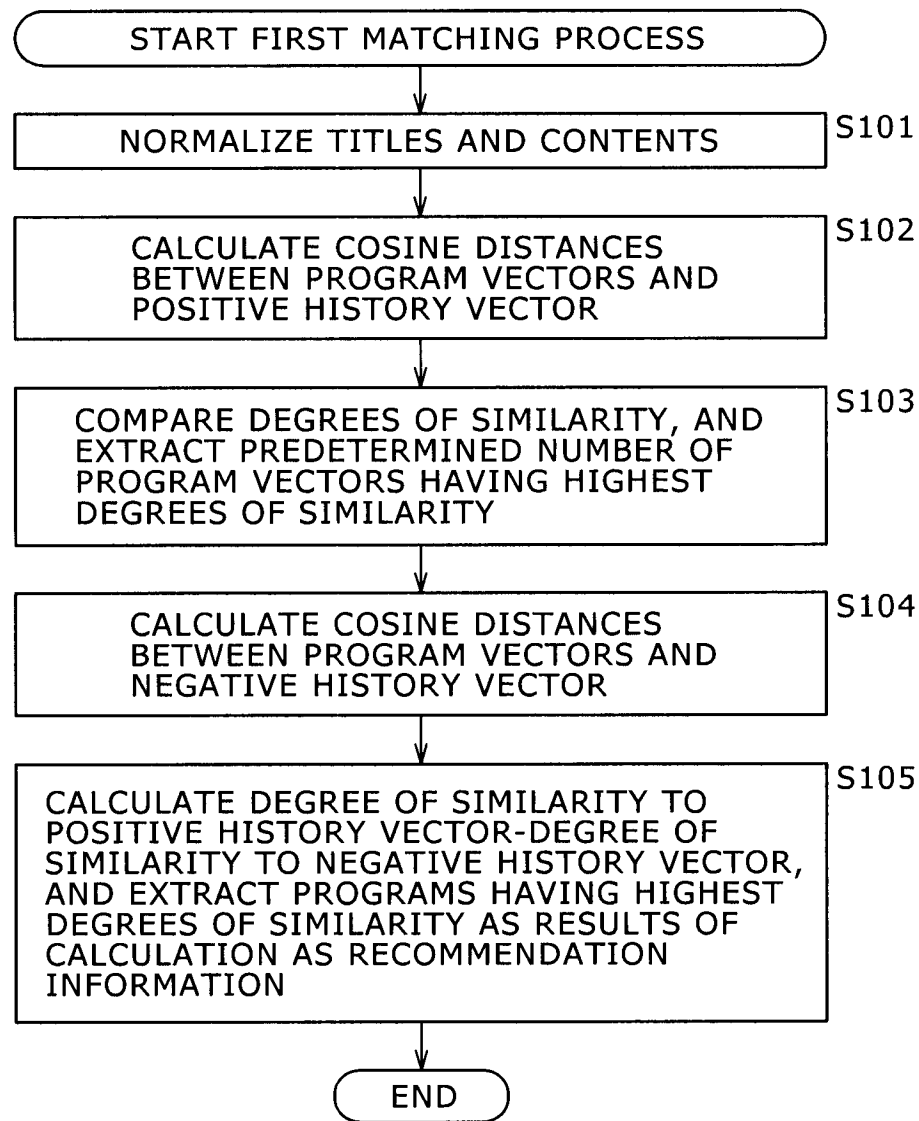 START FIRST MATCHING PROCESS
S101
NORMALIZE TITLES AND CONTENTS
S102
CALCULATE COSINE DISTANCES
BETWEEN PROGRAM VECTORS AND
POSITIVE HISTORY VECTOR
S103
COMPARE DEGREES OF SIMILARITY, AND
EXTRACT PREDETERMINED NUMBER OF
PROGRAM VECTORS HAVING HIGHEST
DEGREES OF SIMILARITY
S104
CALCULATE COSINE DISTANCES
BETWEEN PROGRAM VECTORS AND
NEGATIVE HISTORY VECTOR
S105
CALCULATE DEGREE OF SIMILARITY TO
POSITIVE HISTORY VECTOR-DEGREE OF
SIMILARITY TO NEGATIVE HISTORY VECTOR,
AND EXTRACT PROGRAMS HAVING HIGHEST
DEGREES OF SIMILARITY AS RESULTS OF
CALCULATION AS RECOMMENDATION
INFORMATION
END